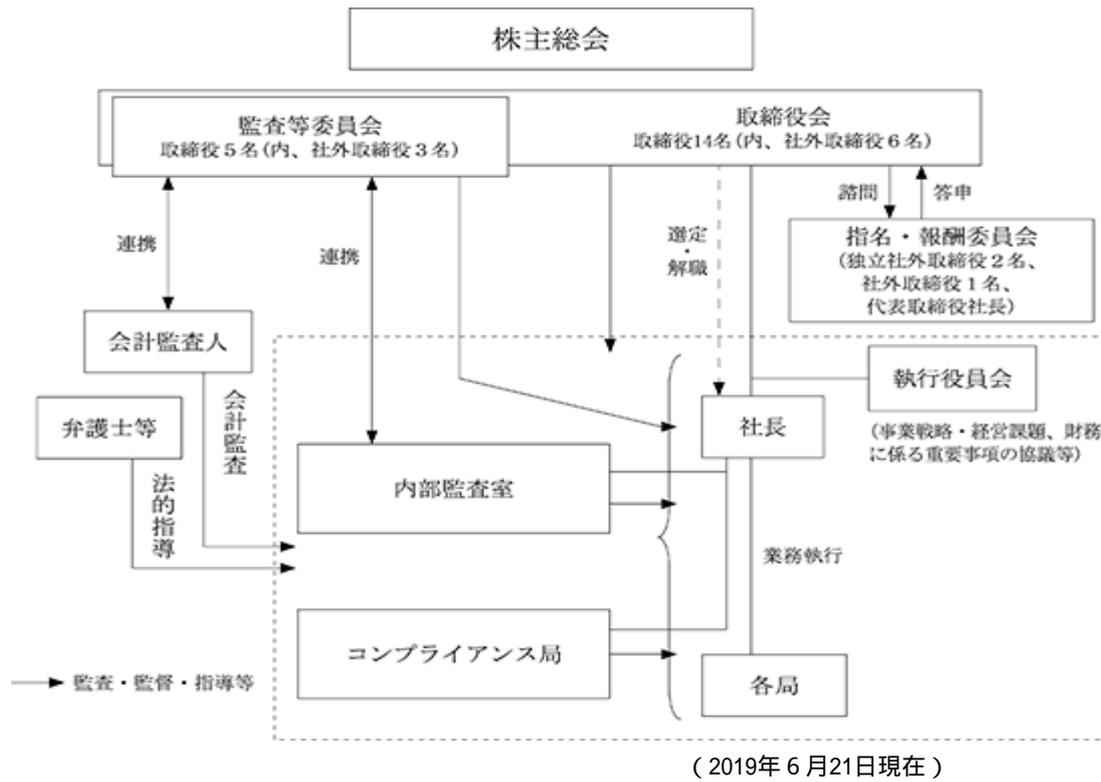 株主総会
監査等委員会
取締役５名(内、社外取締役３名)
取締役会
取締役14名(内、社外取締役６名)
諮問
答申
連携
連携
選定・解職
指名・報酬委員会
(独立社外取締役２名、
社外取締役１名、
代表取締役社長)
会計監査人
執行役員会
(事業戦略・経営課題、財務
に係る重要事項の協議等)
弁護士等
会計監査
社長
内部監査室
法的指導
業務執行
コンプライアンス局
各局
監査・監督・指導等
(2019年６月21日現在)